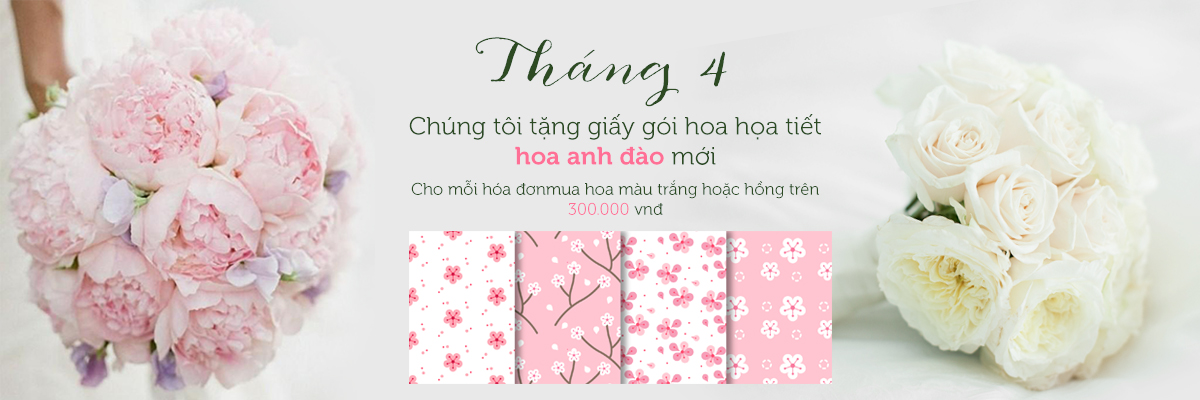 Tháng 4
Chúng tôi tặng giấy gói hoa họa tiết
hoa anh đào mới
Cho mỗi hóa đơnmua hoa màu trắng hoặc hồng trên
300.000 vnđ